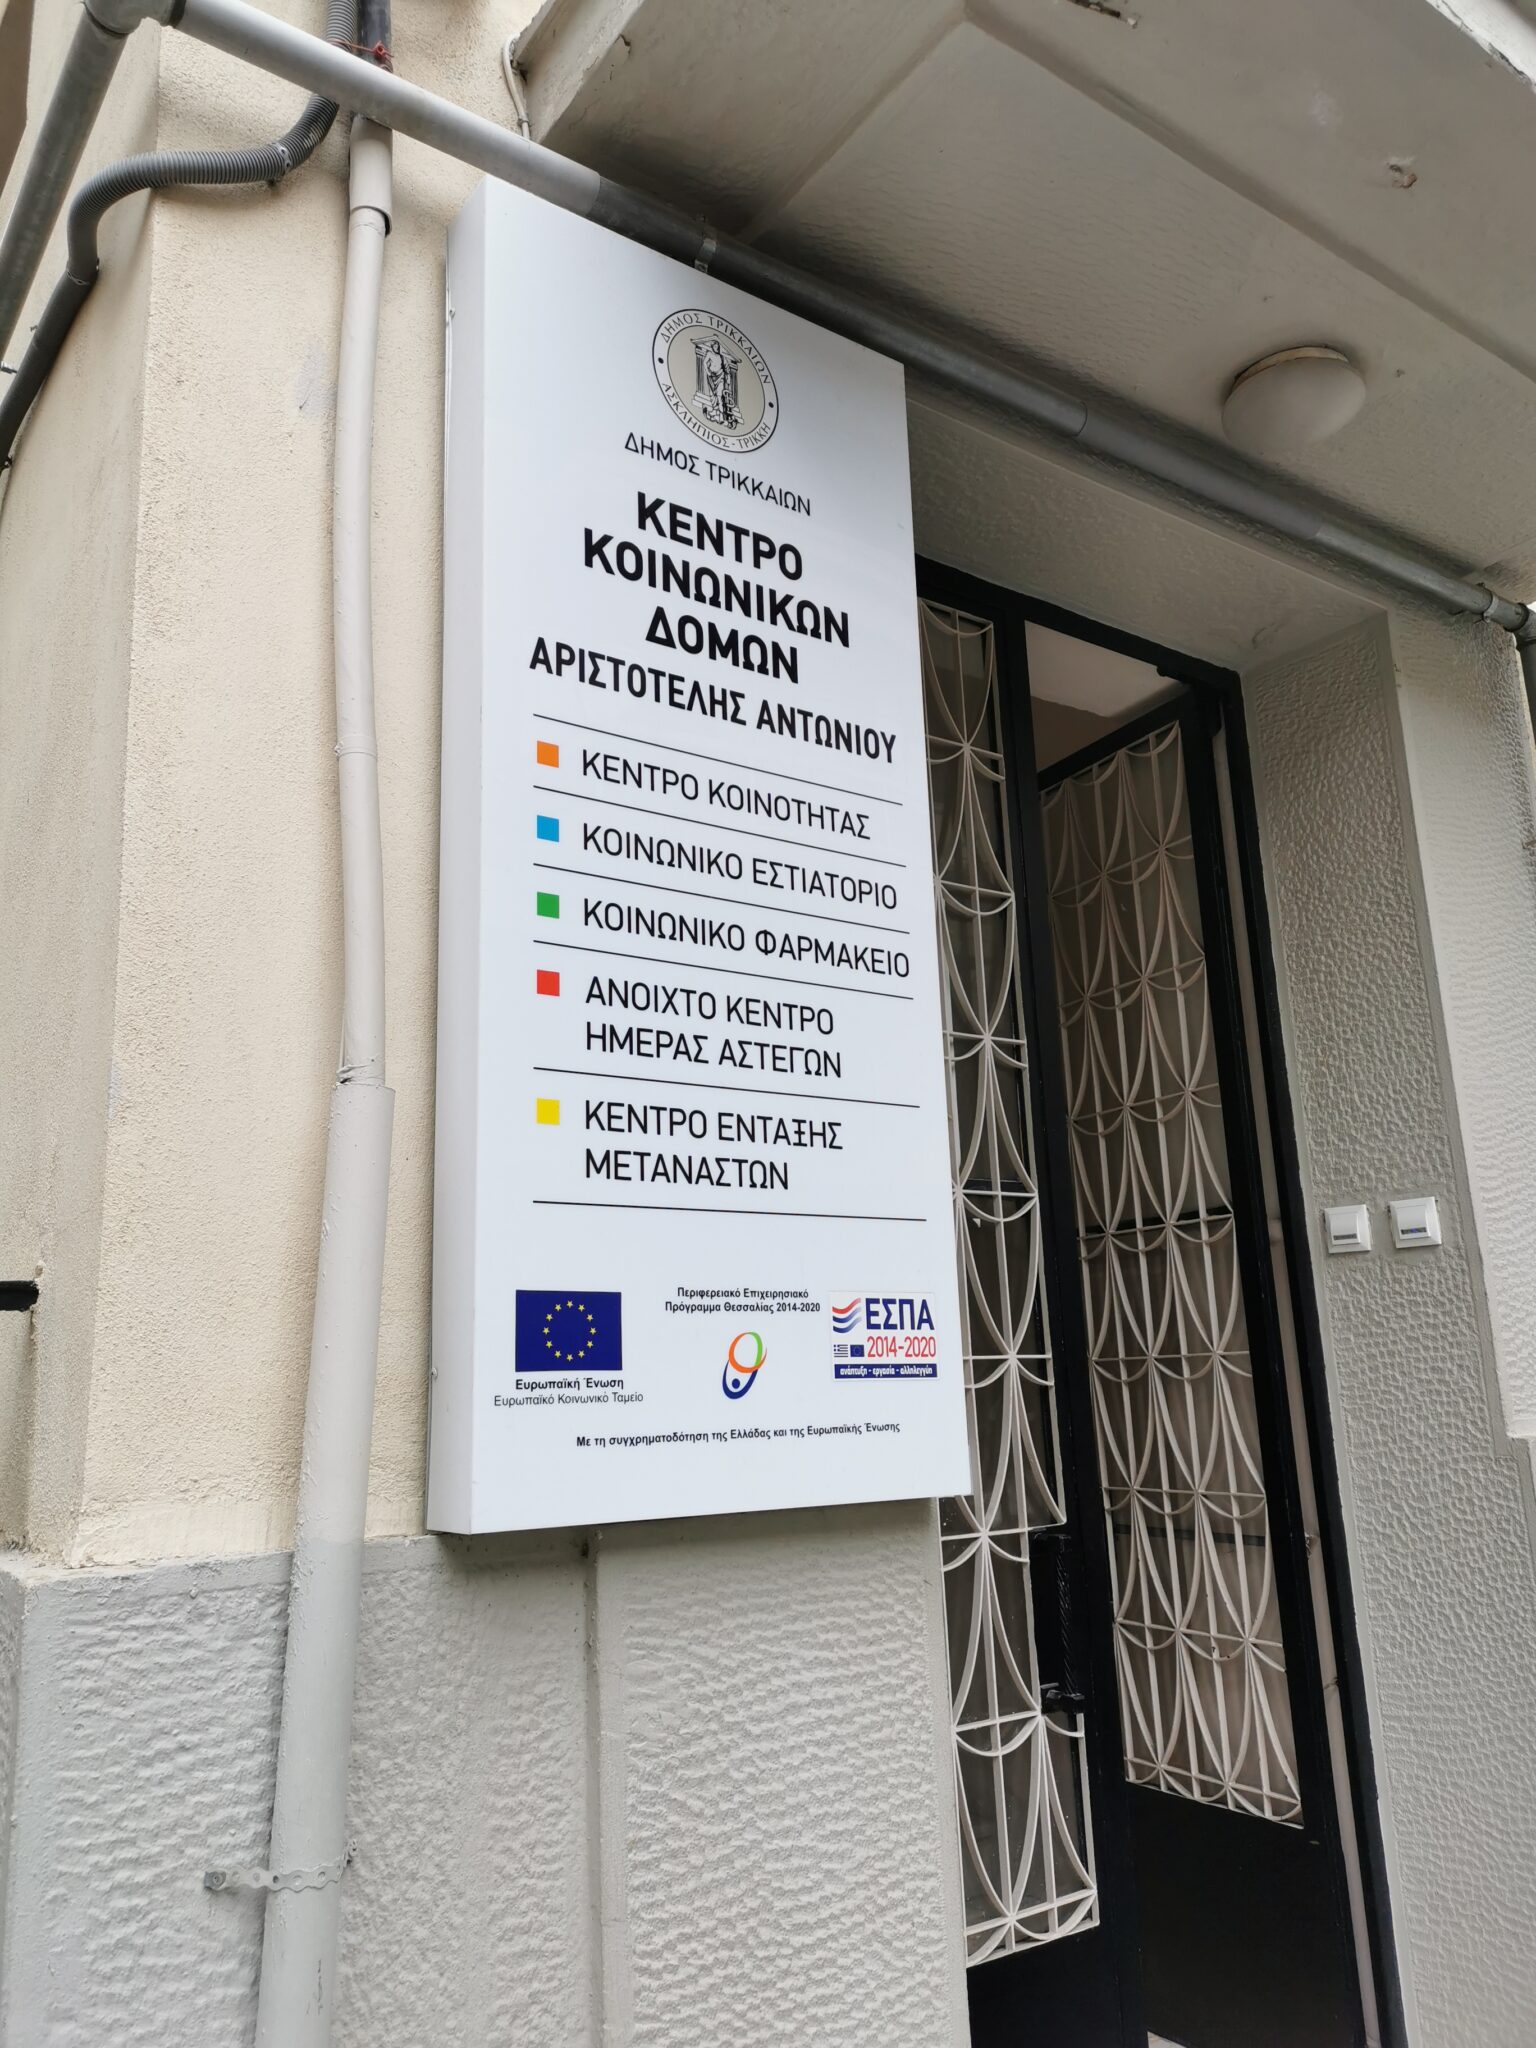 ΔΗΜΟΣ ΤΡΙΚΚΑΙΩΝ
ΑΣΚΛΗΠΙΟΣ-ΤΡΙΚΚΗ
ΔΗΜΟΣ ΤΡΙΚΚΑΙΩΝ
ΚΕΝΤΡΟ
ΚΟΙΝΩΝΙΚΩΝ
ΔΟΜΩΝ
ΑΡΙΣΤΟΤΕΛΗΣ ΑΝΤΩΝΙΟΥ
ΚΕΝΤΡΟ ΚΟΙΝΟΤΗΤΑΣ
ΚΟΙΝΩΝΙΚΟ ΕΣΤΙΑΤΟΡΙΟ
ΚΟΙΝΩΝΙΚΟ ΦΑΡΜΑΚΕΙΟ
ΑΝΟΙΧΤΟ ΚΕΝΤΡΟ
ΗΜΕΡΑΣ ΑΣΤΕΓΩΝ
ΚΕΝΤΡΟ ΕΝΤΑΞΗΣ
ΜΕΤΑΝΑΣΤΩΝ
Ευρωπαϊκή Ένωση
Ευρωπαϊκό Κοινωνικό Ταμείο
Περιφερειακό Επιχειρησιακό
Πρόγραμμα Θεσσαλίας 2014-2020
ΕΣΠΑ
2014-2020
ανάπτυξη - εργασία - αλληλεγγύη
Με τη συγχρηματοδότηση της Ελλάδας και της Ευρωπαϊκής Ένωσης